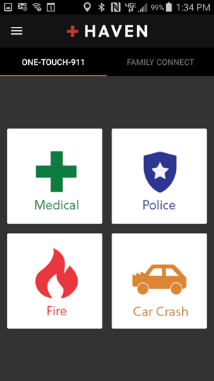 99% 1:34 PM
HAVEN
ONE-TOUCH-911 FAMILY CONNECT
Medical Police
Fire Car Crash